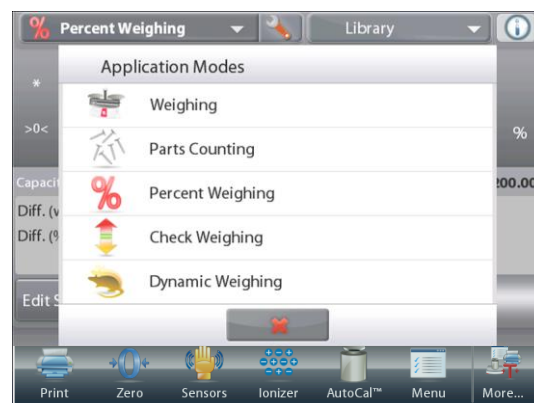 % Percent Weighing Library
Application Modes
*
Weighing
>0< Parts Counting %
Percent Weighing
Check Weighing
Dynamic Weighing
Print Zero Sensors Ionizer AutoCal™ Menu More...